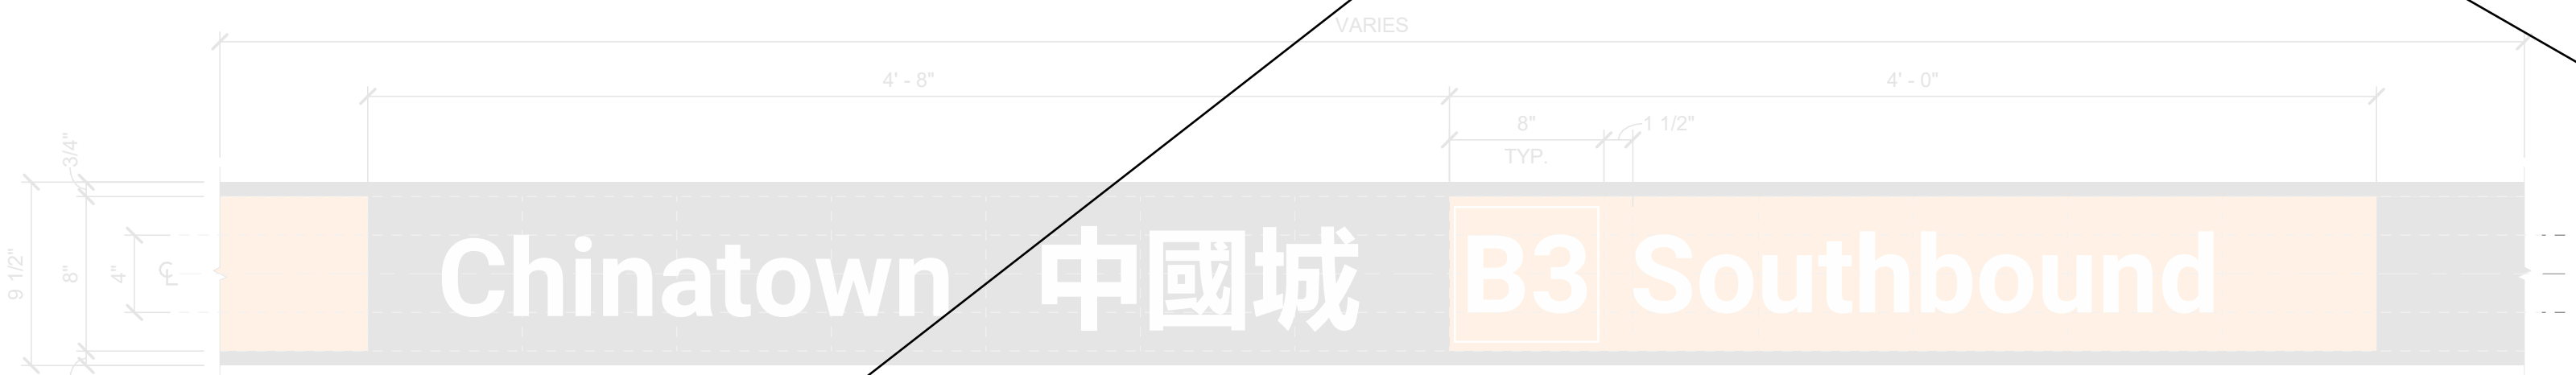 VARIES
4' - 8"
4' - 0"
8"
1 1/2"
TYP.
3/4"
9 1/2"
8"
4"
℄
Chinatown 中國城 B3 Southbound